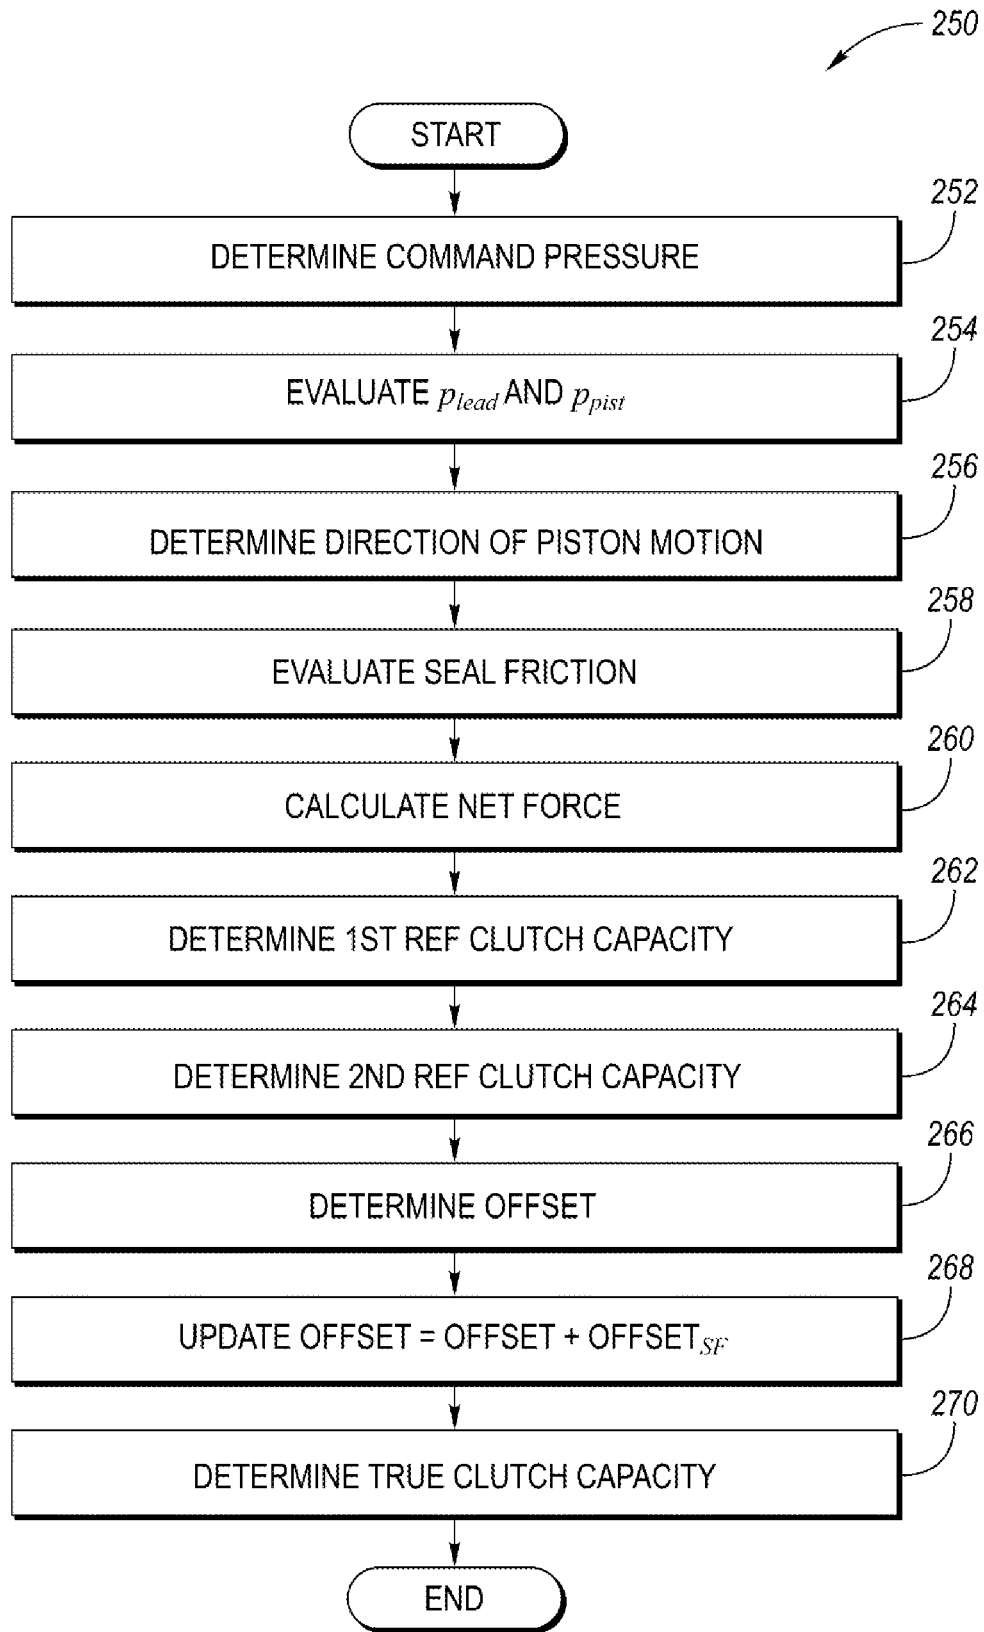 250
START
252
DETERMINE COMMAND PRESSURE
254
EVALUATE p_lead AND p_pist
256
DETERMINE DIRECTION OF PISTON MOTION
258
EVALUATE SEAL FRICTION
260
CALCULATE NET FORCE
262
DETERMINE 1ST REF CLUTCH CAPACITY
264
DETERMINE 2ND REF CLUTCH CAPACITY
266
DETERMINE OFFSET
268
UPDATE OFFSET = OFFSET + OFFSET_SF
270
DETERMINE TRUE CLUTCH CAPACITY
END